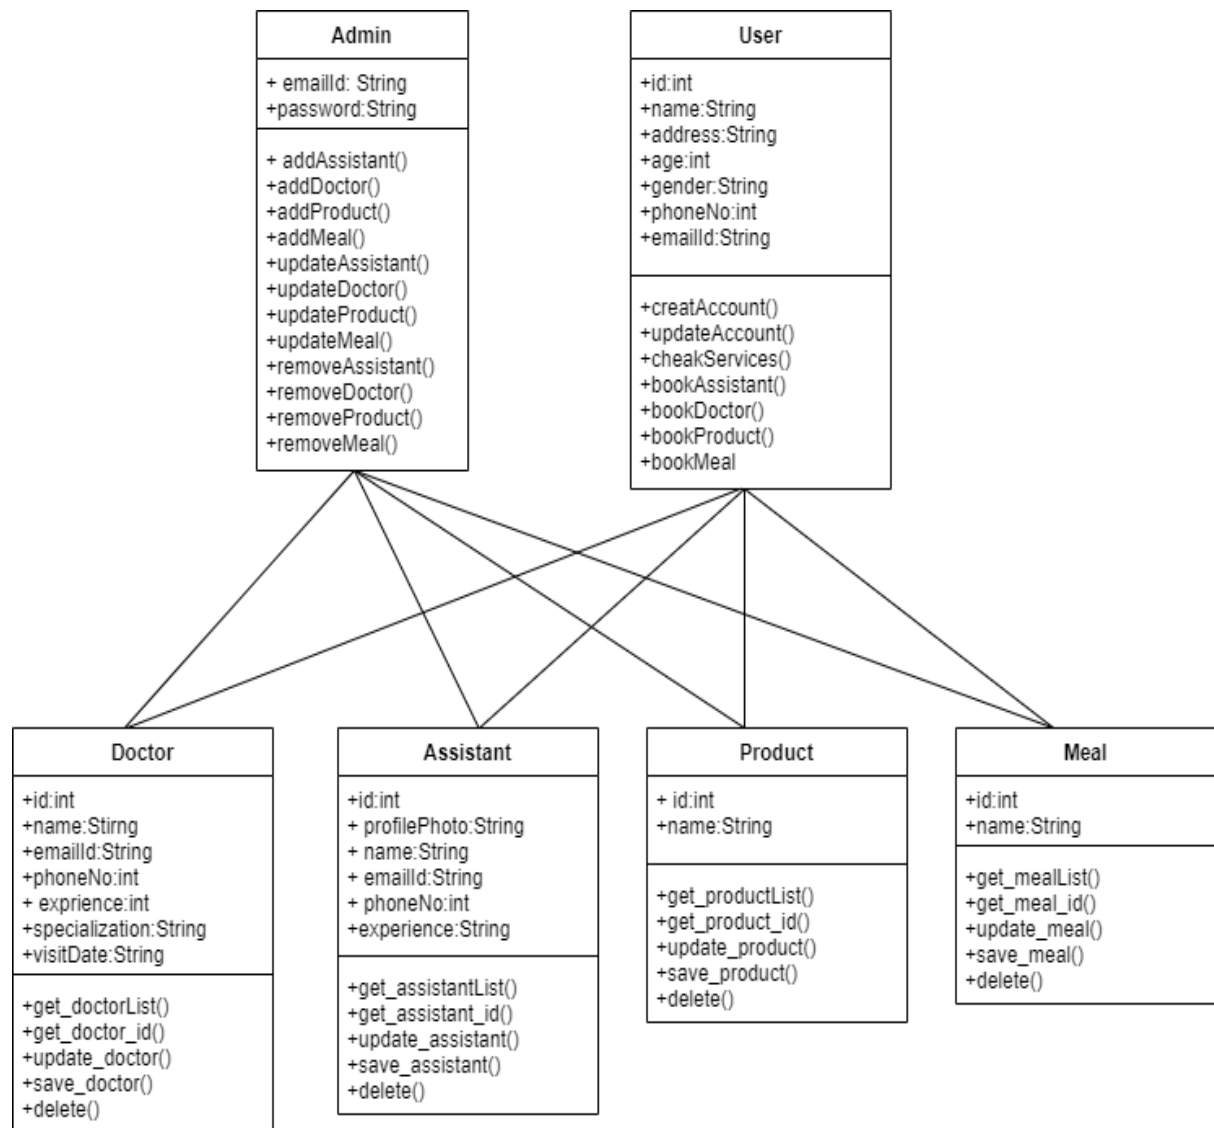 Admin
+ emailId: String
+password:String
+ addAssistant()
+addDoctor()
+addProduct()
+addMeal()
+updateAssistant()
+updateDoctor()
+updateProduct()
+updateMeal()
+removeAssistant()
+removeDoctor()
+removeProduct()
+removeMeal()
User
+id:int
+name:String
+address:String
+age:int
+gender:String
+phoneNo:int
+emailId:String
+creatAccount()
+updateAccount()
+cheakServices()
+bookAssistant()
+bookDoctor()
+bookProduct()
+bookMeal
Doctor
+id:int
+name:Stirng
+emailId:String
+phoneNo:int
+ exprience:int
+specialization:String
+visitDate:String
+get_doctorList()
+get_doctor_id()
+update_doctor()
+save_doctor()
+delete()
Assistant
+id:int
+ profilePhoto:String
+ name:String
+ emailId:String
+ phoneNo:int
+experience:String
+get_assistantList()
+get_assistant_id()
+update_assistant()
+save_assistant()
+delete()
Product
+ id:int
+name:String
+get_productList()
+get_product_id()
+update_product()
+save_product()
+delete()
Meal
+id:int
+name:String
+get_mealList()
+get_meal_id()
+update_meal()
+save_meal()
+delete()